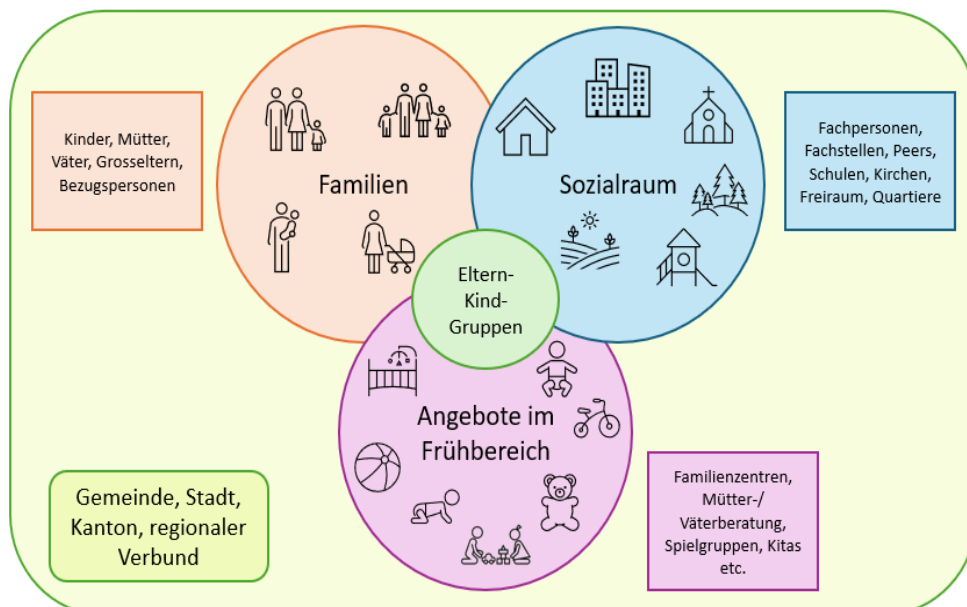 Kinder, Mütter,
Väter, Grosseltern,
Bezugspersonen
Familien
Sozialraum
Fachpersonen,
Fachstellen, Peers,
Schulen, Kirchen,
Freiraum, Quartiere
Eltern-
Kind-
Gruppen
Angebote im
Frühbereich
Gemeinde, Stadt,
Kanton, regionaler
Verbund
Familienzentren,
Mütter-/
Väterberatung,
Spielgruppen, Kitas
etc.